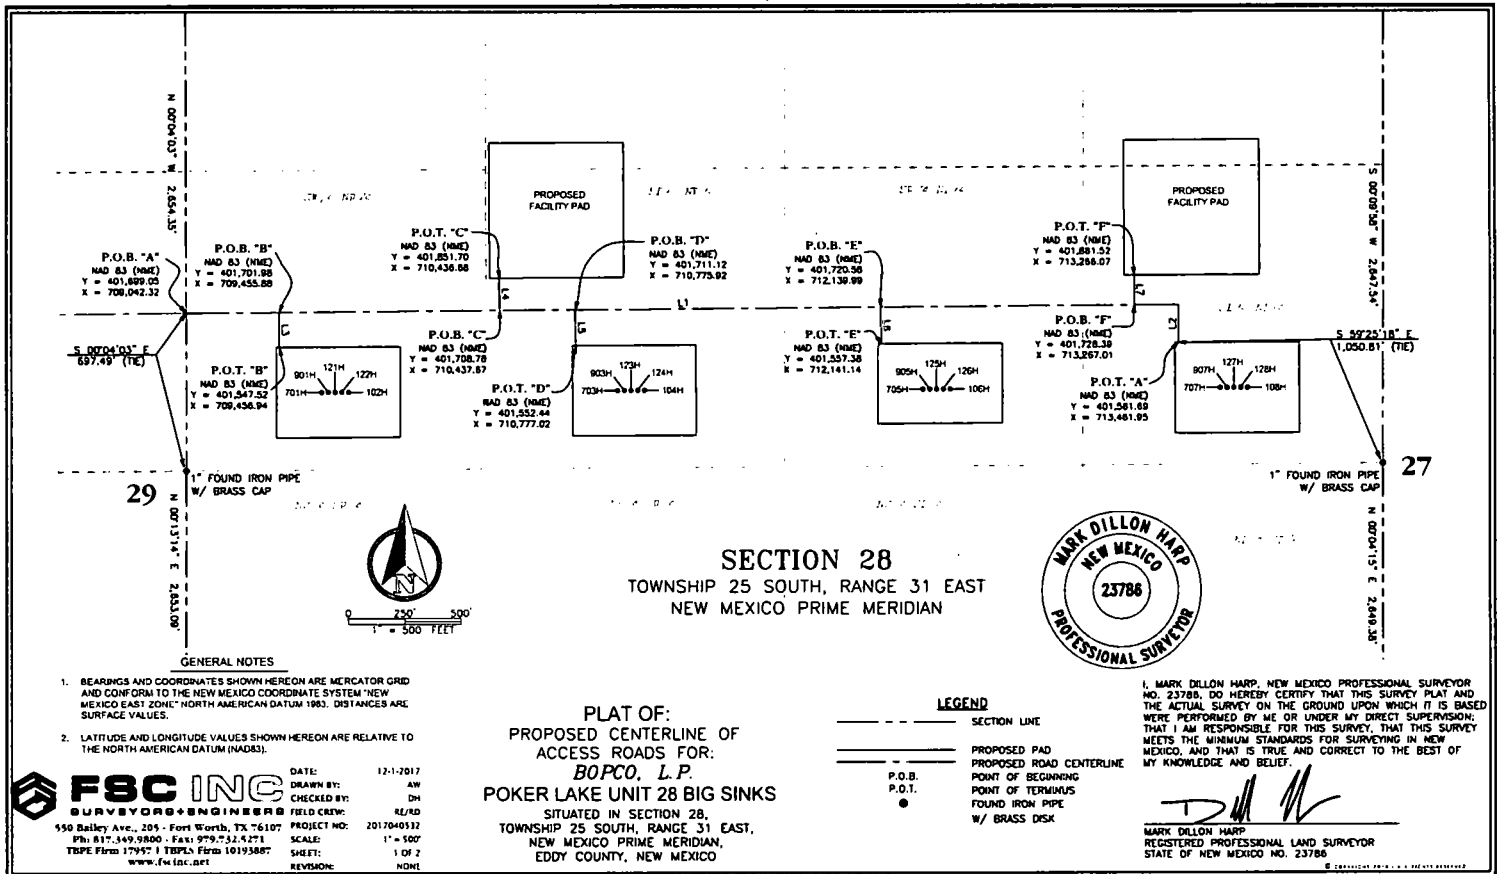 N 00°04'03" W 2,654.35'
PROPOSED
FACILITY PAD
PROPOSED
FACILITY PAD
S 00°09'58" W 2,647.54'
P.O.B. "A"
NAD 83 (NME)
Y = 401,699.05
X = 709,042.32
P.O.B. "B"
NAD 83 (NME)
Y = 401,701.98
X = 709,455.88
P.O.T. "C"
NAD 83 (NME)
Y = 401,851.70
X = 710,436.68
P.O.B. "D"
NAD 83 (NME)
Y = 401,711.12
X = 710,775.92
P.O.B. "E"
NAD 83 (NME)
Y = 401,720.56
X = 712,139.99
P.O.T. "F"
NAD 83 (NME)
Y = 401,881.52
X = 713,266.07
L4
L1
L7
L3
L5
L6
L2
S 00°04'03" E
697.49' (TIE)
P.O.T. "B"
NAD 83 (NME)
Y = 401,547.52
X = 709,456.94
P.O.B. "C"
NAD 83 (NME)
Y = 401,708.78
X = 710,437.67
P.O.T. "D"
NAD 83 (NME)
Y = 401,552.44
X = 710,777.02
P.O.T. "E"
NAD 83 (NME)
Y = 401,557.38
X = 712,141.14
P.O.B. "F"
NAD 83 (NME)
Y = 401,728.39
X = 713,267.01
P.O.T. "A"
NAD 83 (NME)
Y = 401,561.69
X = 713,461.95
S 59°25'18" E
1,050.81' (TIE)
901H 121H 122H
701H 102H
903H 123H 124H
703H 104H
905H 125H 126H
705H 106H
907H 127H 128H
707H 108H
29
1" FOUND IRON PIPE
W/ BRASS CAP
1" FOUND IRON PIPE
W/ BRASS CAP
27
N 00°13'14" E 2,653.09'
N 00°04'15" E 2,649.38'
N
0 250' 500'
1" = 500 FEET
SECTION 28
TOWNSHIP 25 SOUTH, RANGE 31 EAST
NEW MEXICO PRIME MERIDIAN
MARK DILLON HARP
NEW MEXICO
23786
PROFESSIONAL SURVEYOR
GENERAL NOTES
1. BEARINGS AND COORDINATES SHOWN HEREON ARE MERCATOR GRID
AND CONFORM TO THE NEW MEXICO COORDINATE SYSTEM "NEW
MEXICO EAST ZONE" NORTH AMERICAN DATUM 1983. DISTANCES ARE
SURFACE VALUES.
2. LATITUDE AND LONGITUDE VALUES SHOWN HEREON ARE RELATIVE TO
THE NORTH AMERICAN DATUM (NAD83).
FSC INC
SURVEYORS+ENGINEERS
550 Bailey Ave., 205 - Fort Worth, TX 76107
Ph: 817.349.9800 - Fax: 979.732.5271
TBPE Firm 17957 | TBPLS Firm 10193887
www.fscinc.net
DATE: 12-1-2017
DRAWN BY: AW
CHECKED BY: DH
FIELD CREW: RE/RD
PROJECT NO: 2017040532
SCALE: 1" = 500'
SHEET: 1 OF 2
REVISION: NONE
PLAT OF:
PROPOSED CENTERLINE OF
ACCESS ROADS FOR:
BOPCO, L.P.
POKER LAKE UNIT 28 BIG SINKS
SITUATED IN SECTION 28,
TOWNSHIP 25 SOUTH, RANGE 31 EAST,
NEW MEXICO PRIME MERIDIAN,
EDDY COUNTY, NEW MEXICO
LEGEND
SECTION LINE
PROPOSED PAD
PROPOSED ROAD CENTERLINE
P.O.B. POINT OF BEGINNING
P.O.T. POINT OF TERMINUS
FOUND IRON PIPE
W/ BRASS DISK
I, MARK DILLON HARP, NEW MEXICO PROFESSIONAL SURVEYOR
NO. 23786, DO HEREBY CERTIFY THAT THIS SURVEY PLAT AND
THE ACTUAL SURVEY ON THE GROUND UPON WHICH IT IS BASED
WERE PERFORMED BY ME OR UNDER MY DIRECT SUPERVISION;
THAT I AM RESPONSIBLE FOR THIS SURVEY, THAT THIS SURVEY
MEETS THE MINIMUM STANDARDS FOR SURVEYING IN NEW
MEXICO, AND THAT IS TRUE AND CORRECT TO THE BEST OF
MY KNOWLEDGE AND BELIEF.
MARK DILLON HARP
REGISTERED PROFESSIONAL LAND SURVEYOR
STATE OF NEW MEXICO NO. 23786